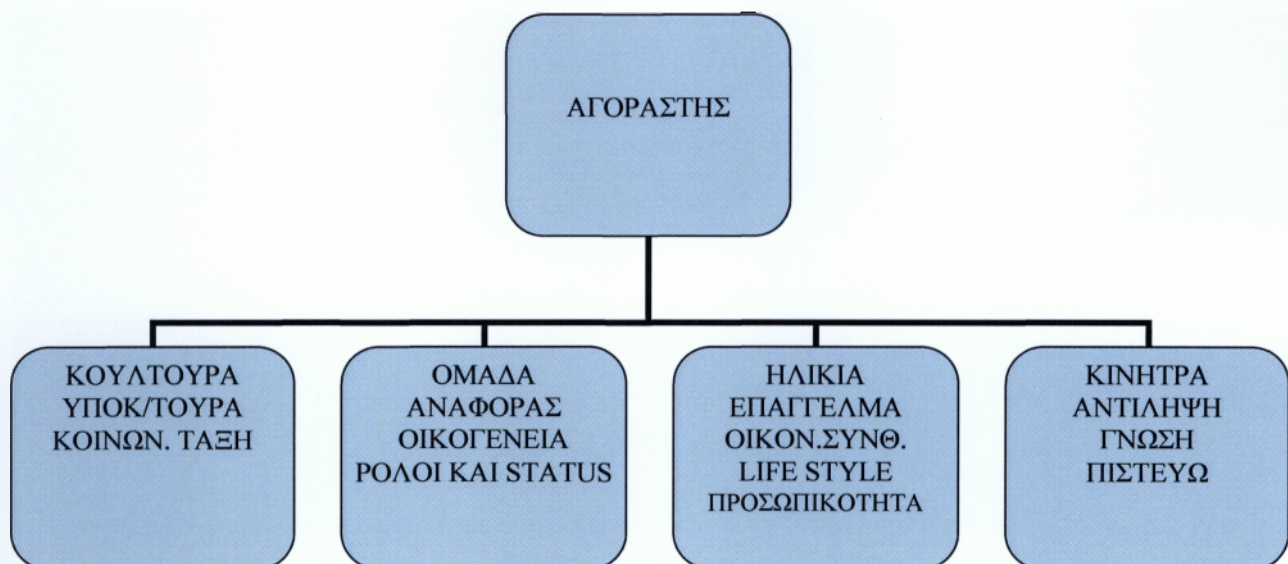 ΑΓΟΡΑΣΤΗΣ
ΚΟΥΛΤΟΥΡΑ
ΥΠΟΚ/ΤΟΥΡΑ
ΚΟΙΝΩΝ. ΤΑΞΗ
ΟΜΑΔΑ
ΑΝΑΦΟΡΑΣ
ΟΙΚΟΓΕΝΕΙΑ
ΡΟΛΟΙ ΚΑΙ STATUS
ΗΛΙΚΙΑ
ΕΠΑΓΓΕΛΜΑ
ΟΙΚΟΝ.ΣΥΝΘ.
LIFE STYLE
ΠΡΟΣΩΠΙΚΟΤΗΤΑ
ΚΙΝΗΤΡΑ
ΑΝΤΙΛΗΨΗ
ΓΝΩΣΗ
ΠΙΣΤΕΥΩ